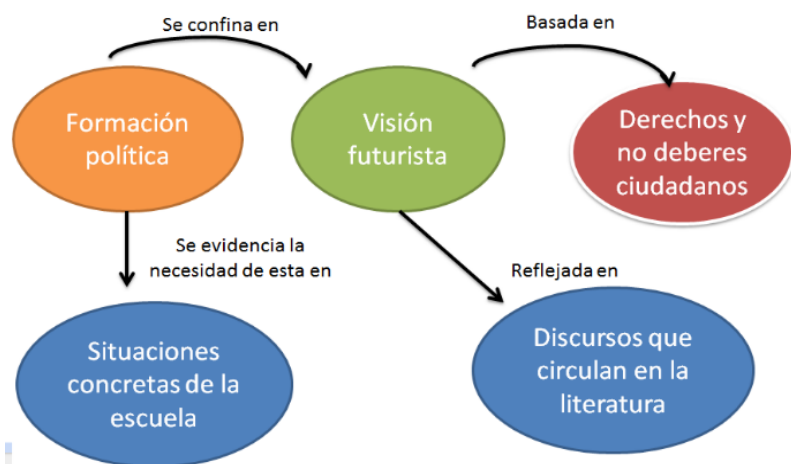 Se confina en
Basada en
Formación
política
Visión
futurista
Derechos y
no deberes
ciudadanos
Se evidencia la
necesidad de esta en
Reflejada en
Situaciones
concretas de la
escuela
Discursos que
circulan en la
literatura